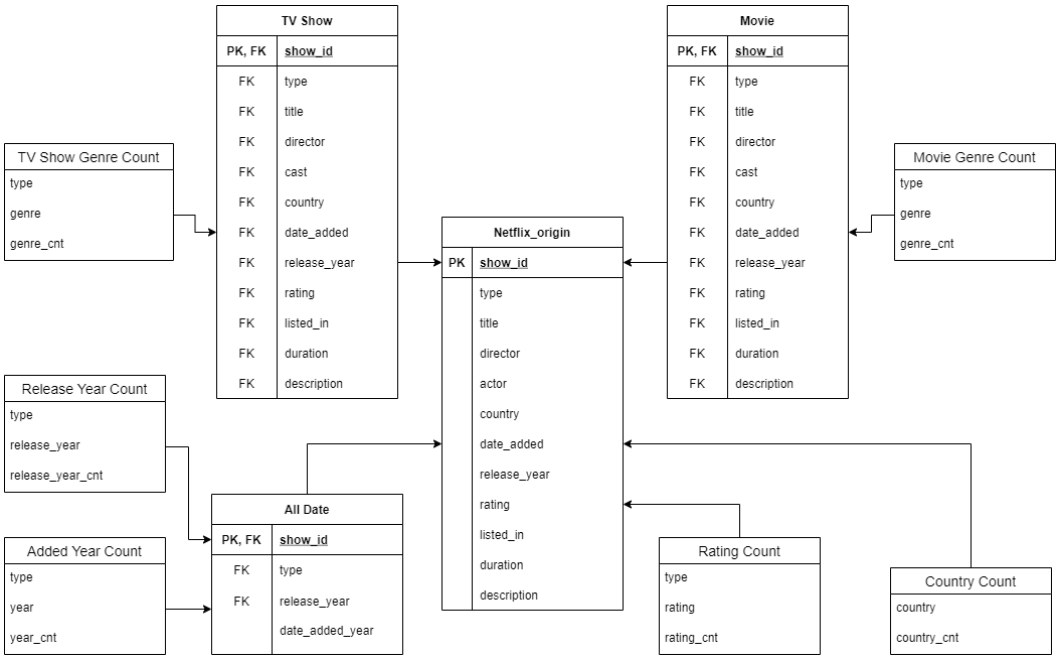 TV Show
PK, FK show_id
FK type
FK title
FK director
FK cast
FK country
FK date_added
FK release_year
FK rating
FK listed_in
FK duration
FK description
Movie
PK, FK show_id
FK type
FK title
FK director
FK cast
FK country
FK date_added
FK release_year
FK rating
FK listed_in
FK duration
FK description
TV Show Genre Count
type
genre
genre_cnt
Movie Genre Count
type
genre
genre_cnt
Netflix_origin
PK show_id
type
title
director
actor
country
date_added
release_year
rating
listed_in
duration
description
Release Year Count
type
release_year
release_year_cnt
All Date
PK, FK show_id
FK type
FK release_year
date_added_year
Added Year Count
type
year
year_cnt
Rating Count
type
rating
rating_cnt
Country Count
country
country_cnt